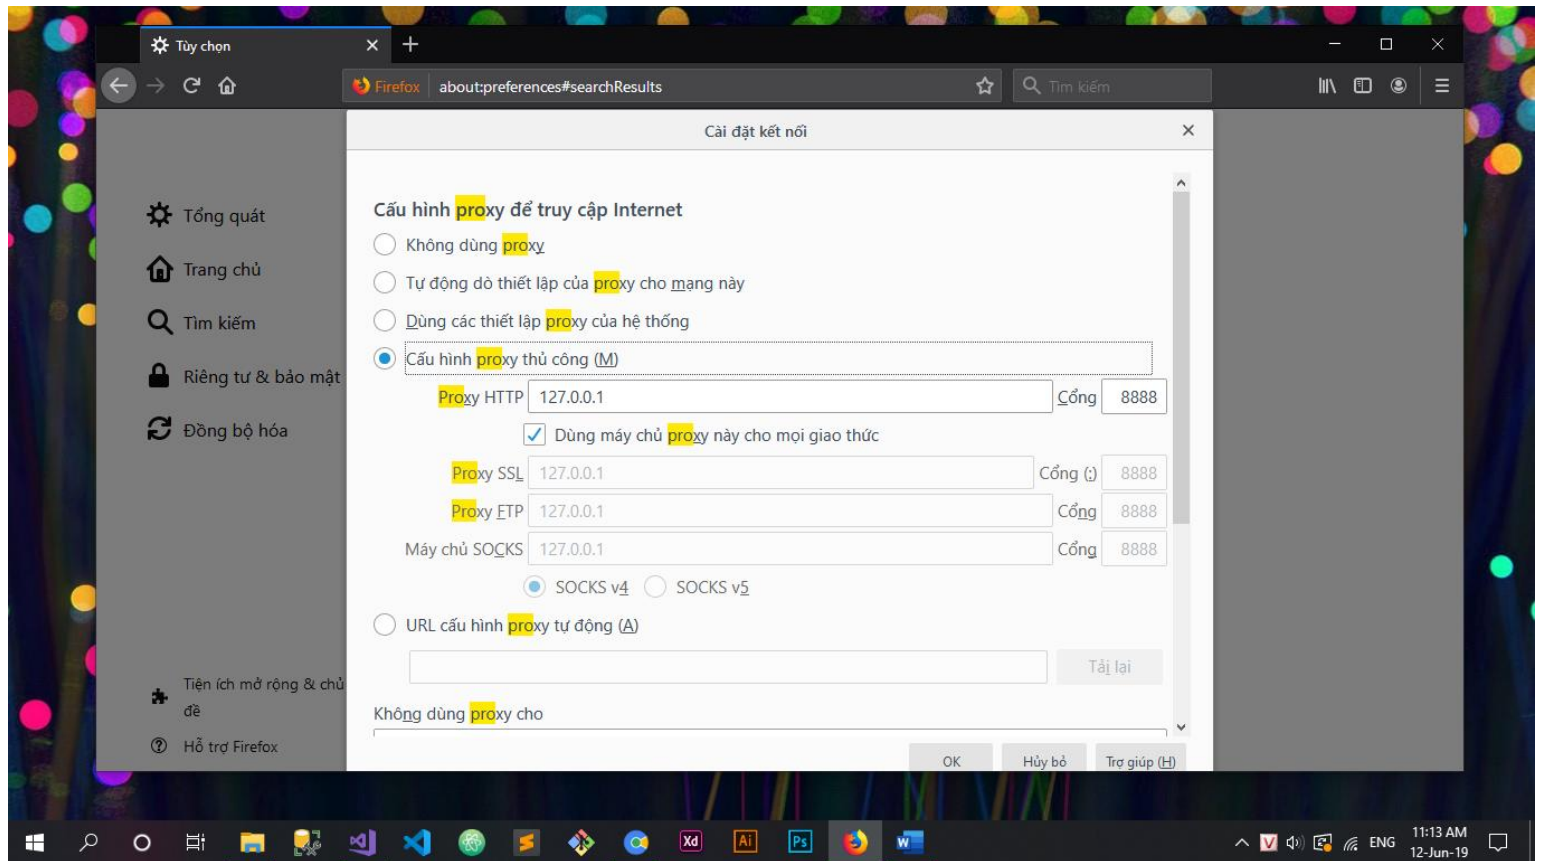 Tùy chọn
Firefox about:preferences#searchResults Tìm kiếm
Cài đặt kết nối
Tổng quát
Trang chủ
Tìm kiếm
Riêng tư & bảo mật
Đồng bộ hóa
Tiện ích mở rộng & chủ
đề
Hỗ trợ Firefox
Cấu hình proxy để truy cập Internet
Không dùng proxy
Tự động dò thiết lập của proxy cho mạng này
Dùng các thiết lập proxy của hệ thống
Cấu hình proxy thủ công (M)
Proxy HTTP 127.0.0.1 Cổng 8888
Dùng máy chủ proxy này cho mọi giao thức
Proxy SSL 127.0.0.1 Cổng (:) 8888
Proxy FTP 127.0.0.1 Cổng 8888
Máy chủ SOCKS 127.0.0.1 Cổng 8888
SOCKS v4 SOCKS v5
URL cấu hình proxy tự động (A)
Tải lại
Không dùng proxy cho
OK Hủy bỏ Trợ giúp (H)
Xd Ai Ps W V ENG 11:13 AM
12-Jun-19